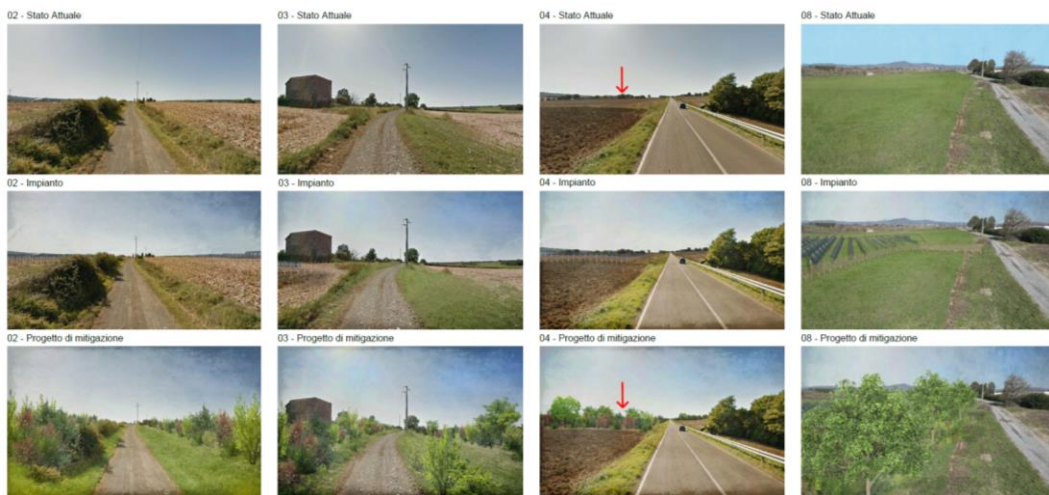 02 - Stato Attuale
03 - Stato Attuale
04 - Stato Attuale
08 - Stato Attuale
02 - Impianto
03 - Impianto
04 - Impianto
08 - Impianto
02 - Progetto di mitigazione
03 - Progetto di mitigazione
04 - Progetto di mitigazione
08 - Progetto di mitigazione